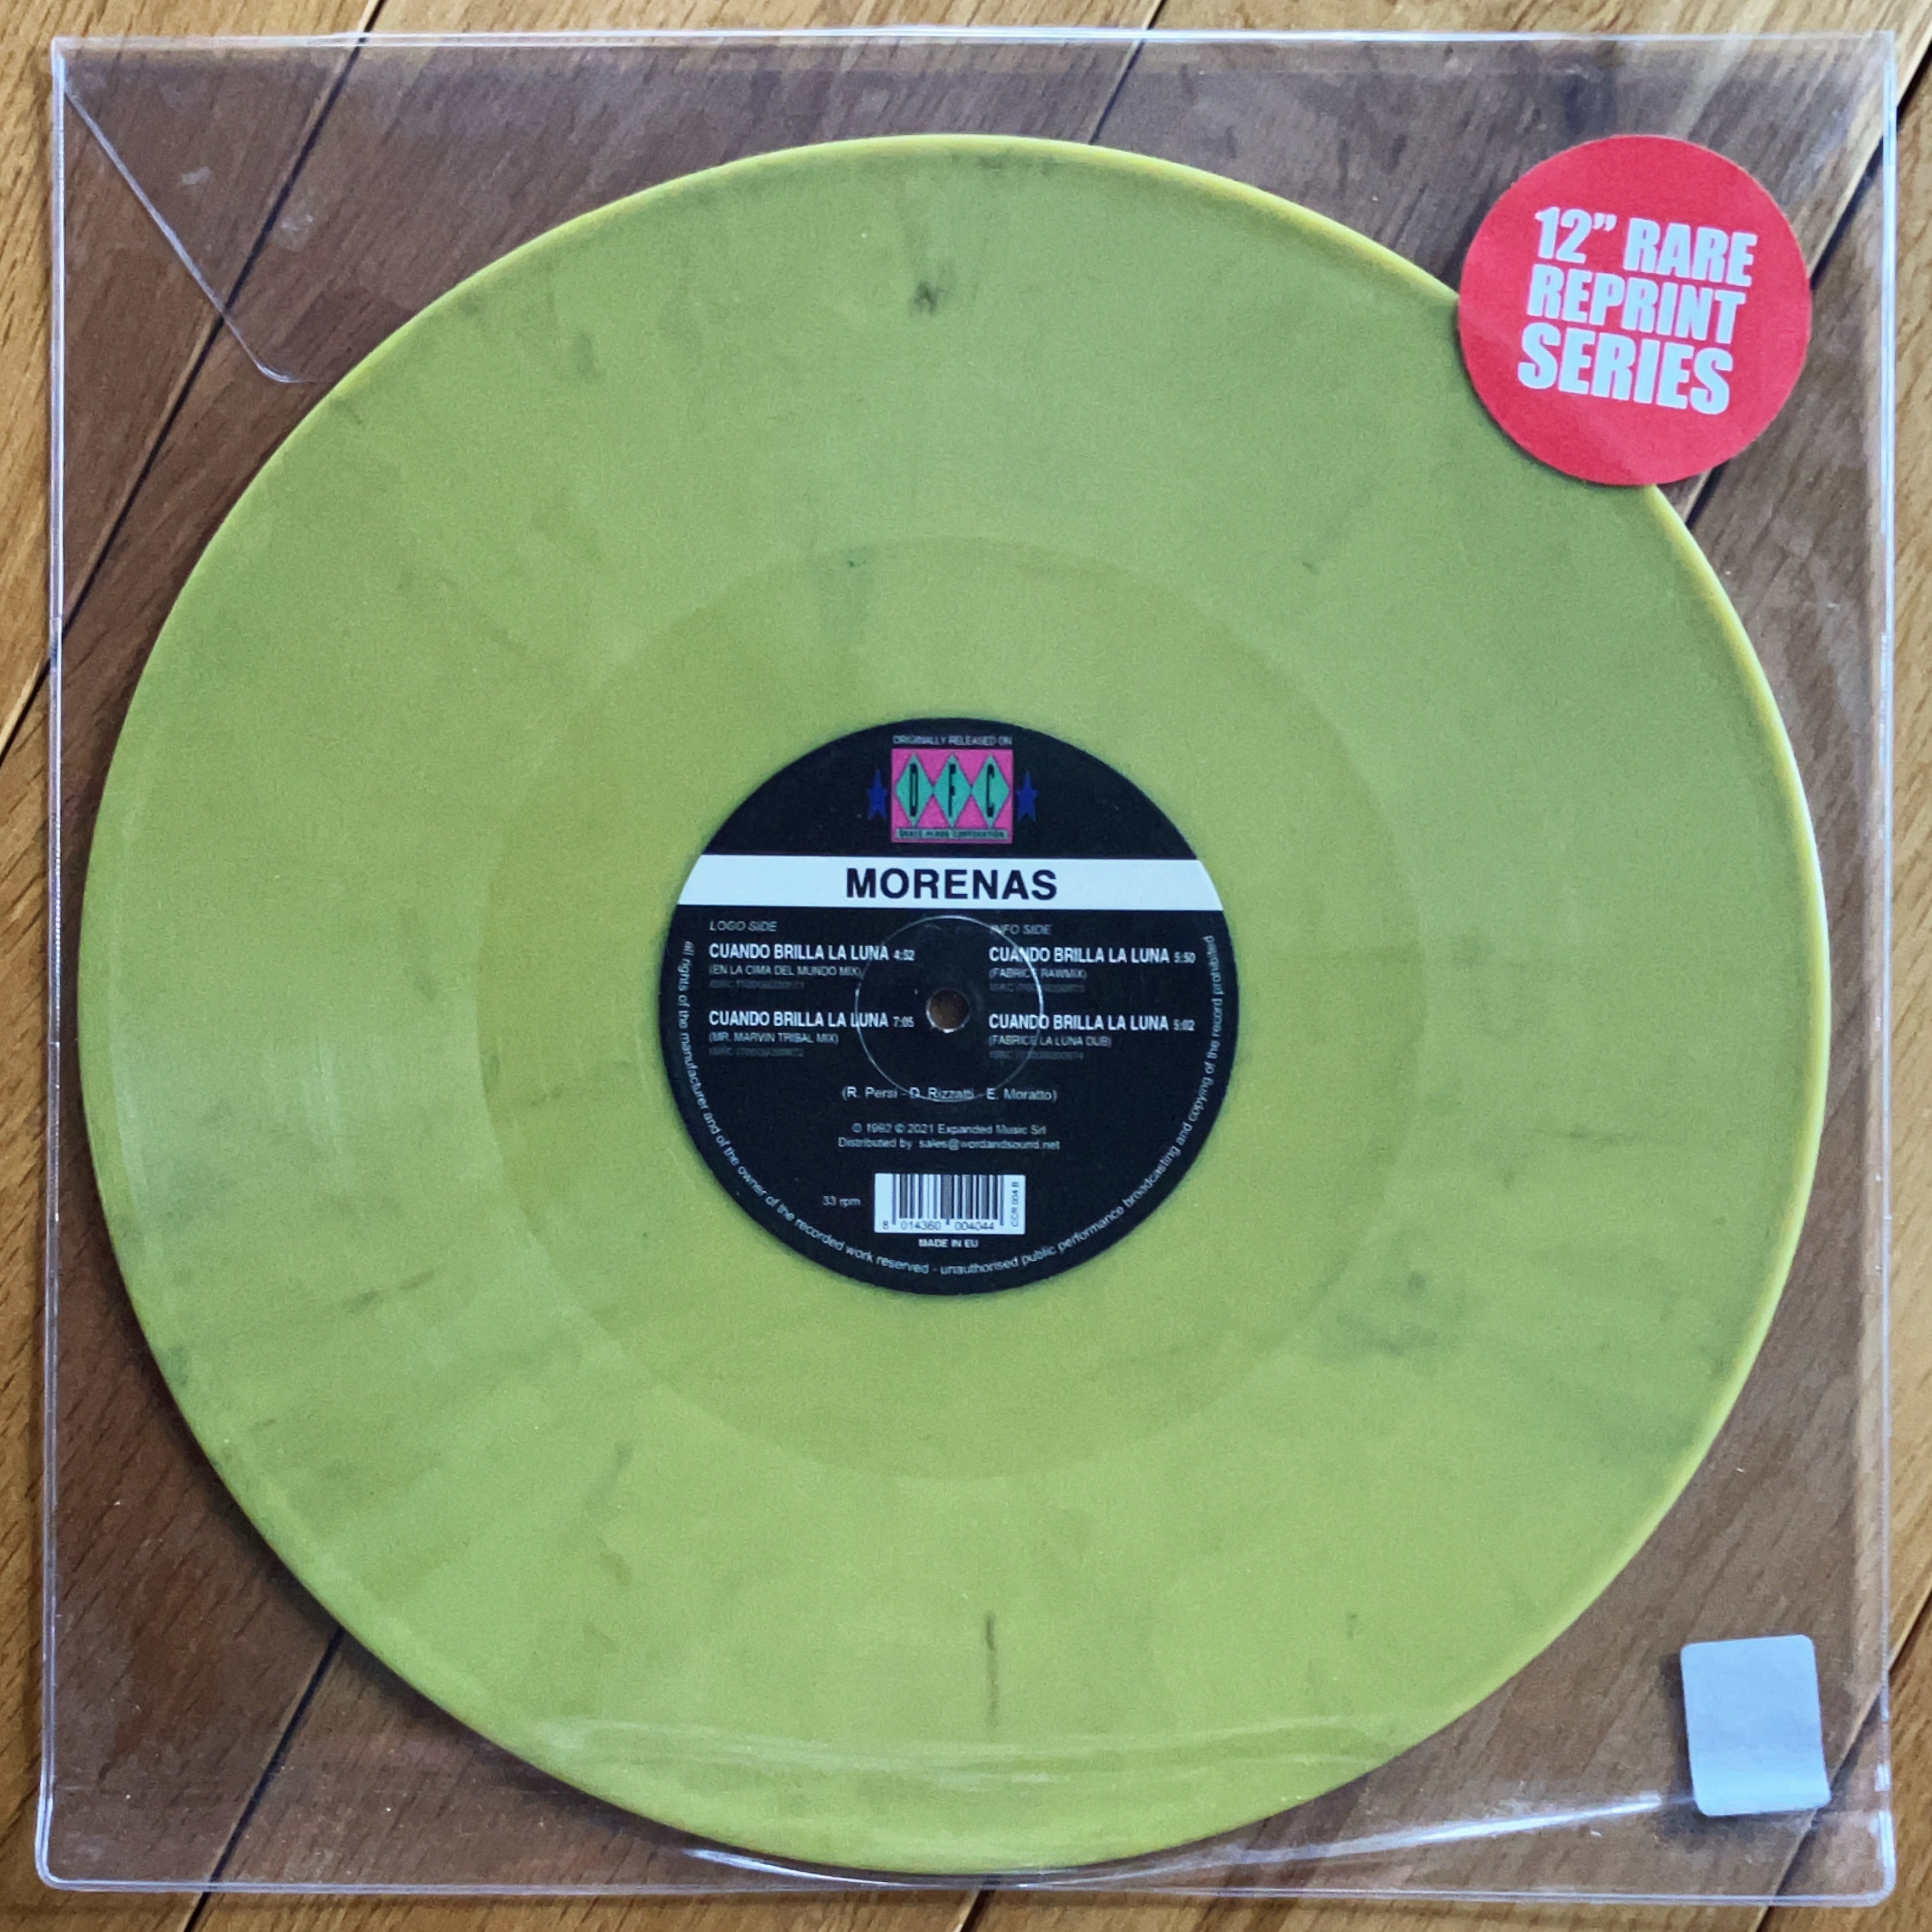 12” RARE
REPRINT
SERIES
ORIGINALLY RELEASED ON
D F C
MORENAS
LOGO SIDE
CUANDO BRILLA LA LUNA 4:52
(EN LA CIMA DEL MUNDO MIX)
CUANDO BRILLA LA LUNA 7:05
(MR. MARVIN TRIBAL MIX)
INFO SIDE
CUANDO BRILLA LA LUNA 5:50
(FABRICE RAWMIX)
CUANDO BRILLA LA LUNA 5:02
(FABRICE LA LUNA DUB)
(R. Persi - D. Rizzatti - E. Moratto)
℗ 1992 © 2021 Expanded Music Srl
Distributed by sales@wordandsound.net
33 rpm
8 014360 004044
CCR 004 B
MADE IN EU
all rights of the manufacturer and of the owner of the recorded work reserved - unauthorised public performance broadcasting and copying of the record prohibited